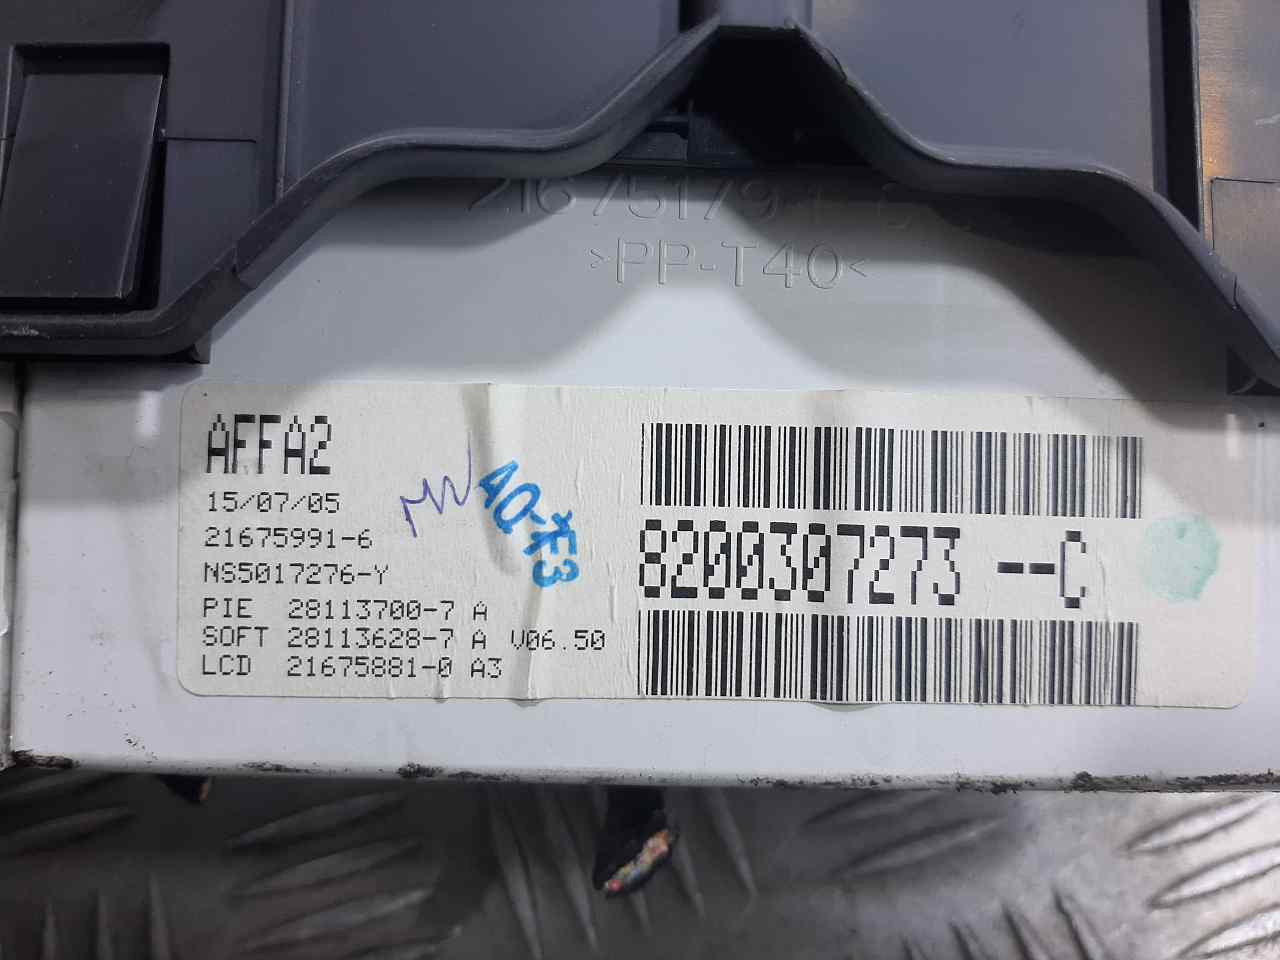 21675179-1 C
>PP-T40<
AFFA2
15/07/05
21675991-6
NS5017276-Y
PIE 28113700-7 A
SOFT 28113628-7 A V06.50
LCD 21675881-0 A3
8200307273 --C